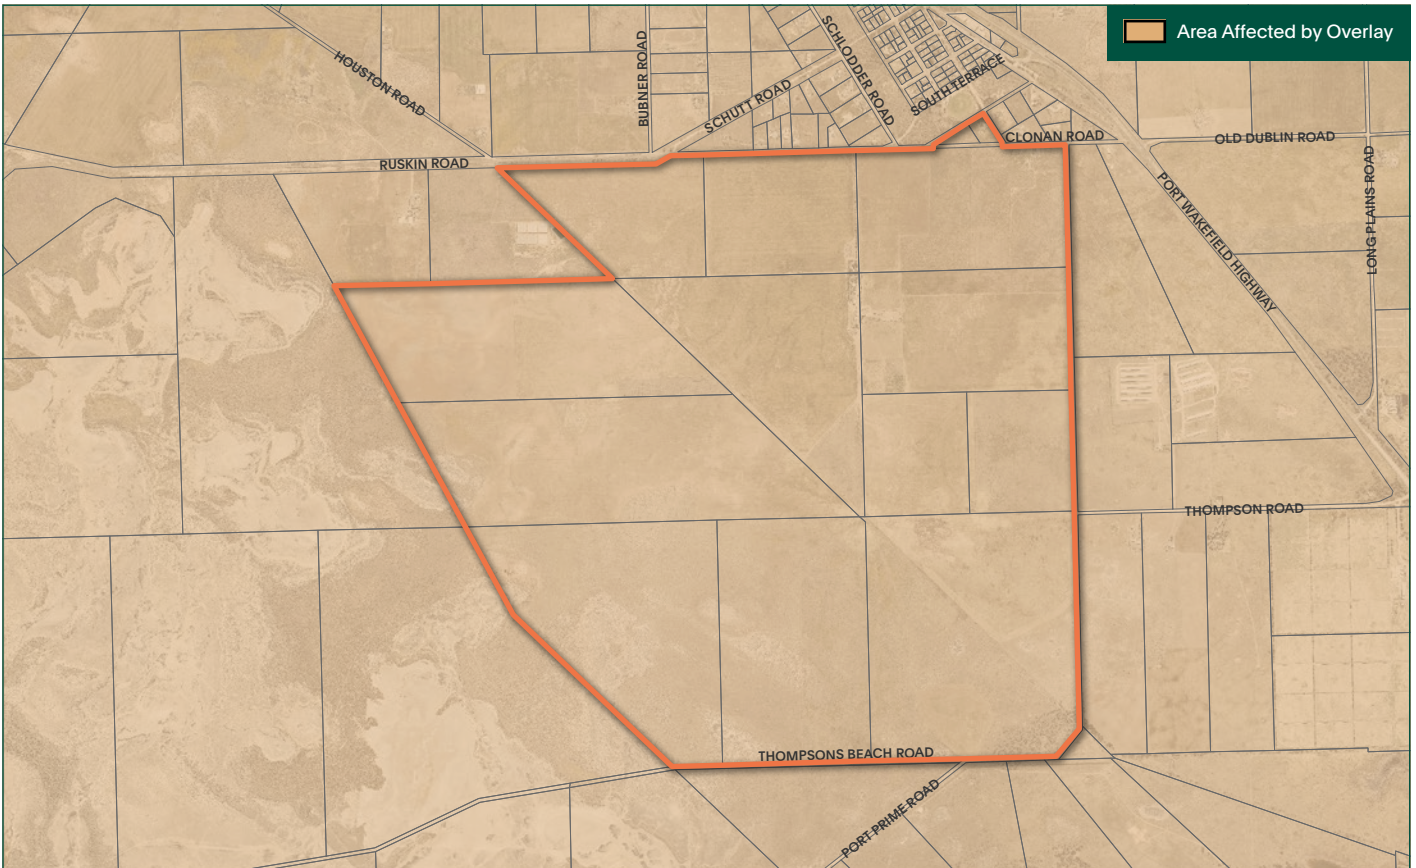 Area Affected by Overlay
HOUSTON ROAD
BUBNER ROAD
SCHUTT ROAD
SCHLODDER ROAD
SOUTH TERRACE
CLONAN ROAD
OLD DUBLIN ROAD
RUSKIN ROAD
LONG PLAINS ROAD
PORT WAKEFIELD HIGHWAY
THOMPSON ROAD
THOMPSONS BEACH ROAD
PORT PRIME ROAD